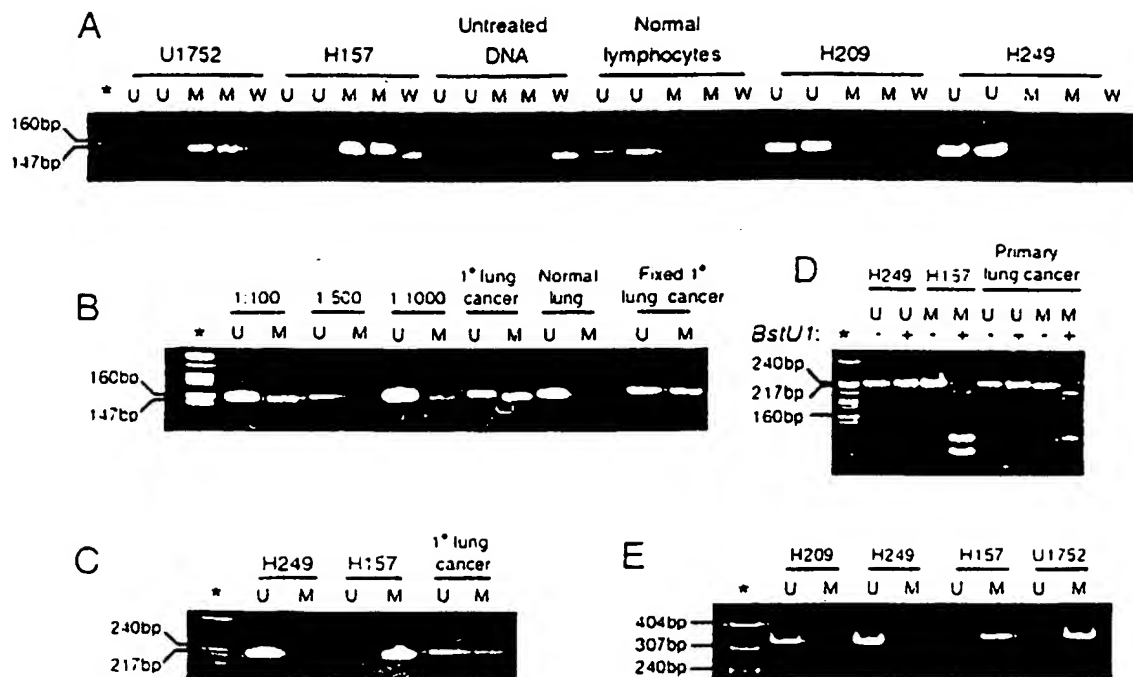 A
Untreated Normal
U1752 H157 DNA lymphocytes H209 H249
* U U M M W U U M M W U U M M W U U M M W U U M M W U U M M W
160bp
147bp
B
1:100 1:500 1:1000 1° lung cancer Normal lung Fixed 1° lung cancer
* U M U M U M U M U M U M
160bp
147bp
D
Primary
H249 H157 lung cancer
U U M M U U M M
BstU1: - + - + - + - +
*
240bp
217bp
160bp
C
1° lung
H249 H157 cancer
* U M U M U M
240bp
217bp
E
H209 H249 H157 U1752
* U M U M U M U M
404bp
307bp
240bp